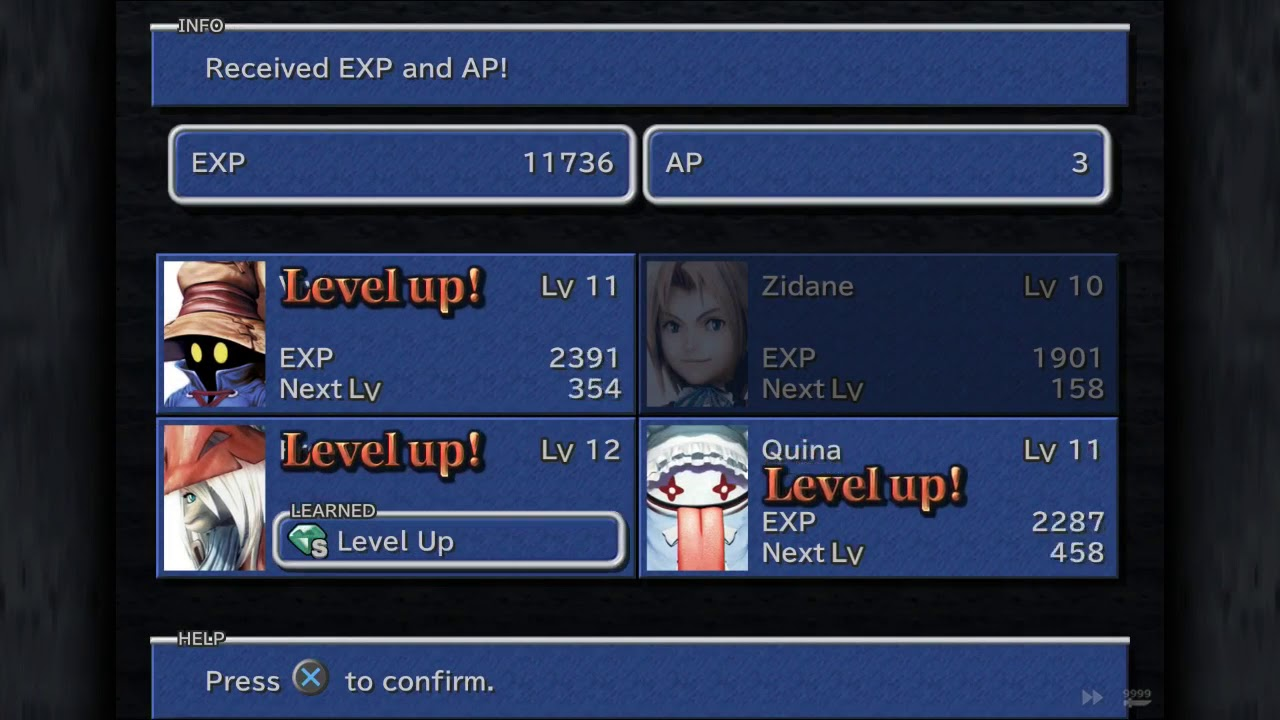 INFO
Received EXP and AP!
EXP 11736
AP 3
Level up! Lv 11
EXP 2391
Next Lv 354
Zidane Lv 10
EXP 1901
Next Lv 158
Level up! Lv 12
LEARNED
S Level Up
Quina Lv 11
Level up!
EXP 2287
Next Lv 458
HELP
Press X to confirm.
9999